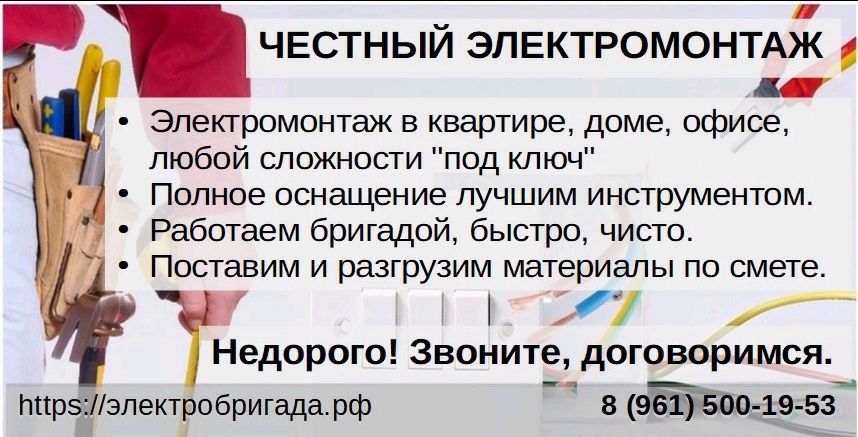 ЧЕСТНЫЙ ЭЛЕКТРОМОНТАЖ
• Электромонтаж в квартире, доме, офисе,
любой сложности "под ключ"
• Полное оснащение лучшим инструментом.
• Работаем бригадой, быстро, чисто.
• Поставим и разгрузим материалы по смете.
Недорого! Звоните, договоримся.
https://электробригада.рф 8 (961) 500-19-53